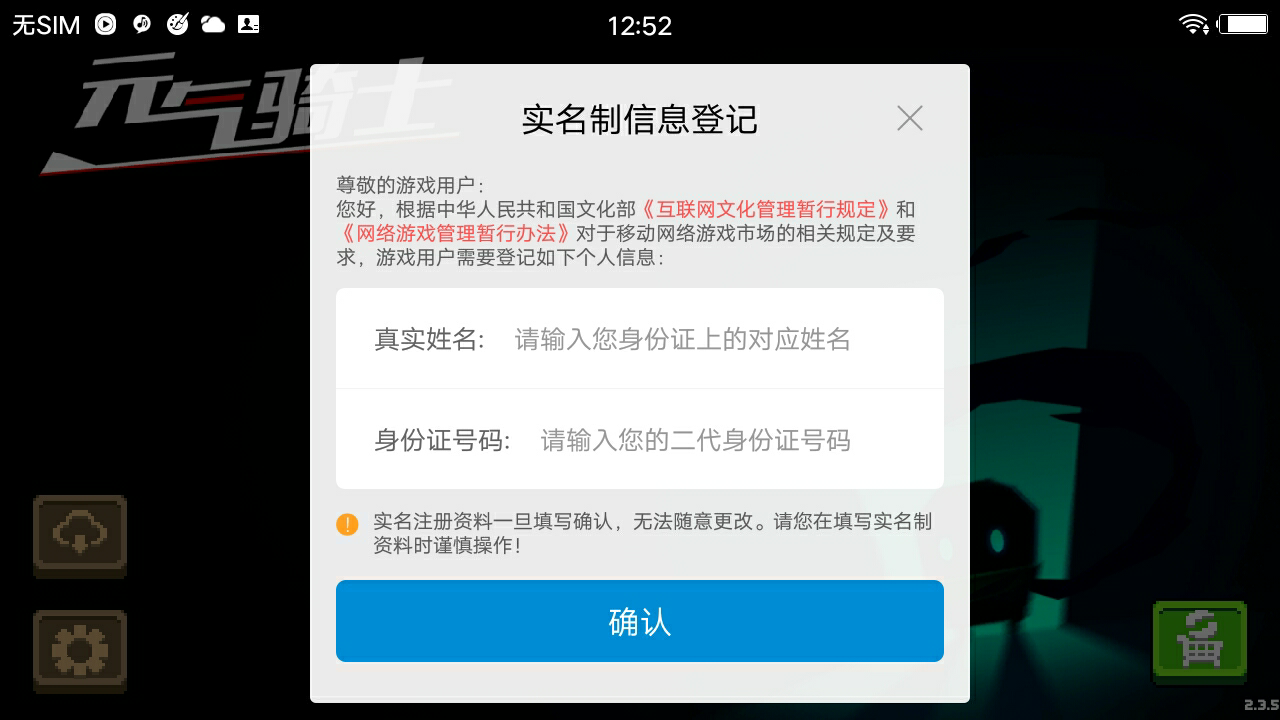 无SIM
12:52
元气骑士
实名制信息登记
尊敬的游戏用户：
您好，根据中华人民共和国文化部《互联网文化管理暂行规定》和
《网络游戏管理暂行办法》对于移动网络游戏市场的相关规定及要
求，游戏用户需要登记如下个人信息：
真实姓名: 请输入您身份证上的对应姓名
身份证号码: 请输入您的二代身份证号码
实名注册资料一旦填写确认，无法随意更改。请您在填写实名制
资料时谨慎操作！
确认
2.3.5